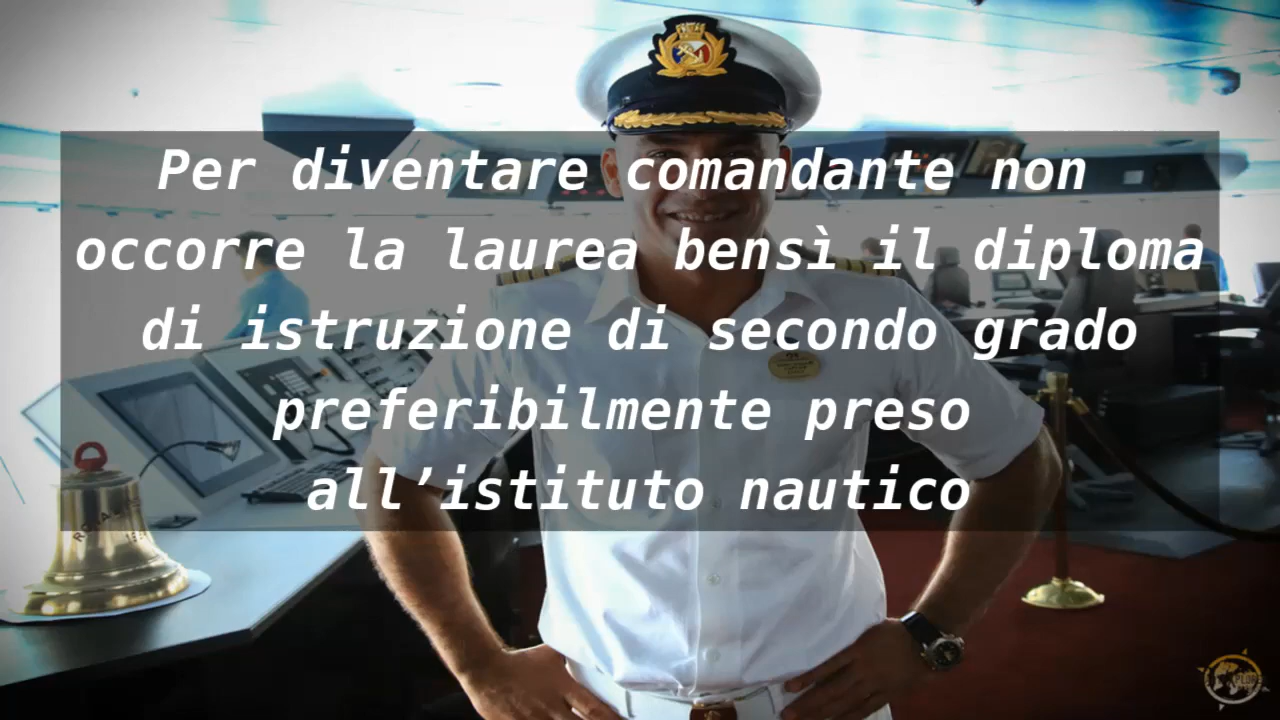 Per diventare comandante non
occorre la laurea bensì il diploma
di istruzione di secondo grado
preferibilmente preso
all’istituto nautico